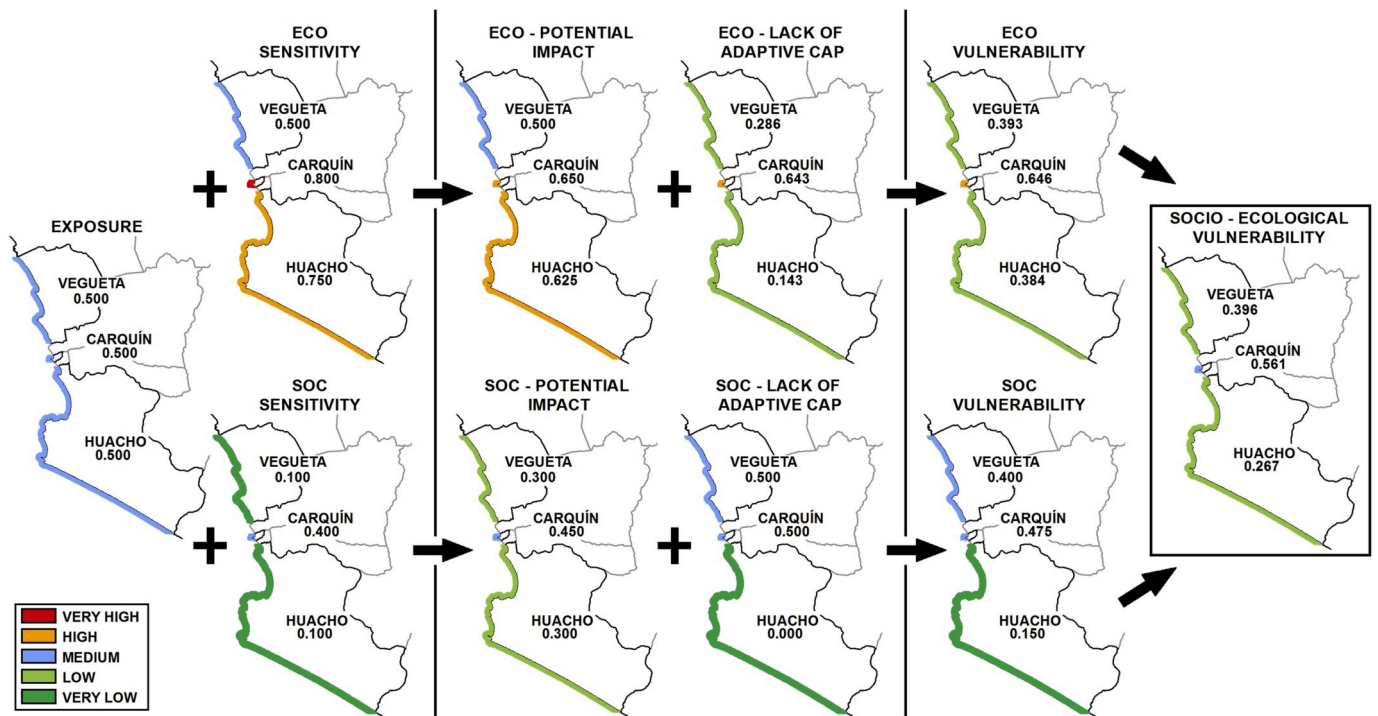 EXPOSURE
VEGUETA
0.500
CARQUÍN
0.500
HUACHO
0.500
+
ECO
SENSITIVITY
VEGUETA
0.500
CARQUÍN
0.800
HUACHO
0.750
ECO - POTENTIAL
IMPACT
VEGUETA
0.500
CARQUÍN
0.650
HUACHO
0.625
+
ECO - LACK OF
ADAPTIVE CAP
VEGUETA
0.286
CARQUÍN
0.643
HUACHO
0.143
ECO
VULNERABILITY
VEGUETA
0.393
CARQUÍN
0.646
HUACHO
0.384
+
SOC
SENSITIVITY
VEGUETA
0.100
CARQUÍN
0.400
HUACHO
0.100
SOC - POTENTIAL
IMPACT
VEGUETA
0.300
CARQUÍN
0.450
HUACHO
0.300
+
SOC - LACK OF
ADAPTIVE CAP
VEGUETA
0.500
CARQUÍN
0.500
HUACHO
0.000
SOC
VULNERABILITY
VEGUETA
0.400
CARQUÍN
0.475
HUACHO
0.150
SOCIO - ECOLOGICAL
VULNERABILITY
VEGUETA
0.396
CARQUÍN
0.561
HUACHO
0.267
VERY HIGH
HIGH
MEDIUM
LOW
VERY LOW